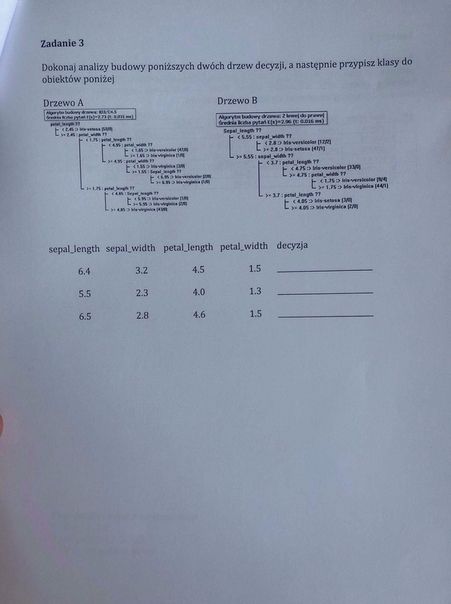 Zadanie 3
Dokonaj analizy budowy poniższych dwóch drzew decyzji, a następnie przypisz klasy do
obiektów poniżej
Drzewo A
Algorytm budowy drzewa: ID3/C4.5
Średnia liczba pytań E(x)=2.73 (t: 0.031 ms)
petal_length ??
< 2.45 :> Iris-setosa (50/0)
>= 2.45 : petal_width ??
< 1.75 : petal_length ??
< 4.95 : petal_width ??
< 1.65 :> Iris-versicolor (47/0)
>= 1.65 :> Iris-virginica (1/0)
>= 4.95 : petal_width ??
< 1.55 :> Iris-virginica (3/0)
>= 1.55 : Sepal_length ??
< 6.95 :> Iris-versicolor (2/0)
>= 6.95 :> Iris-virginica (1/0)
>= 1.75 : petal_length ??
< 4.85 : Sepal_length ??
< 5.95 :> Iris-versicolor (1/0)
>= 5.95 :> Iris-virginica (2/0)
>= 4.85 :> Iris-virginica (43/0)
Drzewo B
Algorytm budowy drzewa: Z lewej do prawej
Średnia liczba pytań E(x)=2.96 (t: 0.016 ms)
Sepal_length ??
< 5.55 : sepal_width ??
< 2.8 :> Iris-versicolor (12/2)
>= 2.8 :> Iris-setosa (47/1)
>= 5.55 : sepal_width ??
< 3.7 : petal_length ??
< 4.75 :> Iris-versicolor (33/0)
>= 4.75 : petal_width ??
< 1.75 :> Iris-versicolor (9/4)
>= 1.75 :> Iris-virginica (44/1)
>= 3.7 : petal_length ??
< 4.05 :> Iris-setosa (3/0)
>= 4.05 :> Iris-virginica (2/0)
sepal_length sepal_width petal_length petal_width decyzja
6.4 3.2 4.5 1.5
5.5 2.3 4.0 1.3
6.5 2.8 4.6 1.5